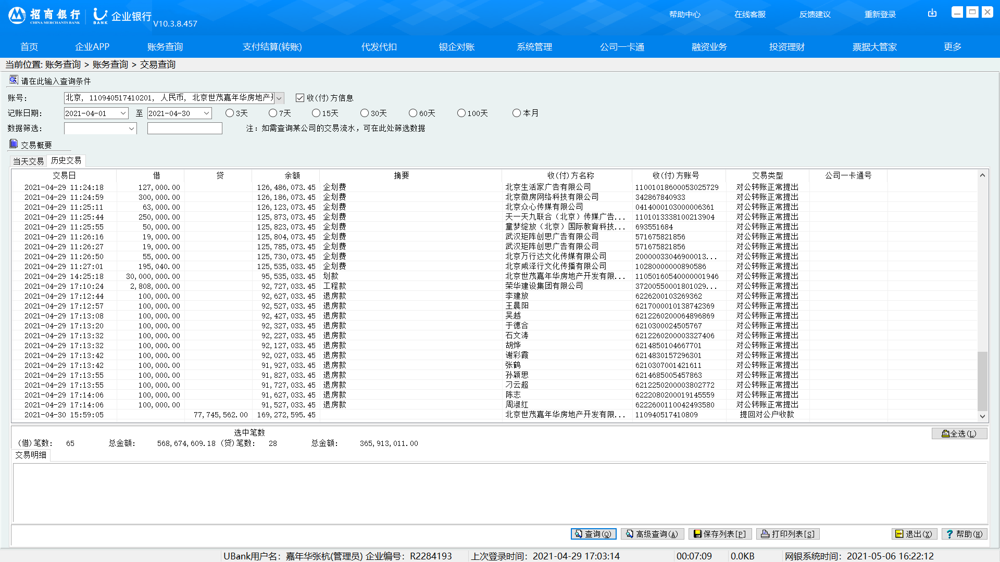 招商银行 CHINA MERCHANTS BANK U BANK 企业银行 V10.3.8.457 帮助中心 在线客服 反馈建议 重新登录
首页 企业APP 账务查询 支付结算(转账) 代发代扣 银企对账 系统管理 公司一卡通 融资业务 投资理财 票据大管家 更多
当前位置: 账务查询 > 账务查询 > 交易查询
请在此输入查询条件
账号: 北京, 110940517410201, 人民币, 北京世茂嘉年华房地产开 收(付)方信息
记账日期: 2021-04-01 至 2021-04-30 3天 7天 15天 30天 60天 100天 本月
数据筛选: 注：如需查询某公司的交易流水，可在此处筛选数据
交易概要
当天交易 历史交易
交易日 借 贷 余额 摘要 收(付)方名称 收(付)方账号 交易类型 公司一卡通号
2021-04-29 11:24:18 127,000.00 126,486,073.45 企划费 北京生活家广告有限公司 11001018600053025729 对公转账正常提出
2021-04-29 11:24:59 300,000.00 126,186,073.45 企划费 北京微房网络科技有限公司 342867840933 对公转账正常提出
2021-04-29 11:25:11 63,000.00 126,123,073.45 企划费 北京众心传媒有限公司 0414000103000006361 对公转账正常提出
2021-04-29 11:25:44 250,000.00 125,873,073.45 企划费 天一天九联合（北京）传媒广告... 1101013338100213904 对公转账正常提出
2021-04-29 11:25:55 50,000.00 125,823,073.45 企划费 童梦绽放（北京）国际教育科技... 693551684 对公转账正常提出
2021-04-29 11:26:16 19,000.00 125,804,073.45 企划费 武汉矩阵创思广告有限公司 571675821856 对公转账正常提出
2021-04-29 11:26:27 19,000.00 125,785,073.45 企划费 武汉矩阵创思广告有限公司 571675821856 对公转账正常提出
2021-04-29 11:26:50 55,000.00 125,730,073.45 企划费 北京万行达文化传媒有限公司 20000033046900013... 对公转账正常提出
2021-04-29 11:27:01 195,040.00 125,535,033.45 企划费 北京咸泽行文化传播有限公司 10280000000890586 对公转账正常提出
2021-04-29 14:25:18 30,000,000.00 95,535,033.45 划款 北京世茂嘉年华房地产开发有限... 11050160540000001946 对公转账正常提出
2021-04-29 17:10:24 2,808,000.00 92,727,033.45 工程款 荣华建设集团有限公司 37200550001801029... 对公转账正常提出
2021-04-29 17:12:44 100,000.00 92,627,033.45 退房款 李建放 6226200103269362 对公转账正常提出
2021-04-29 17:12:57 100,000.00 92,527,033.45 退房款 王晨阳 6217000010138742369 对公转账正常提出
2021-04-29 17:13:08 100,000.00 92,427,033.45 退房款 吴越 6212260200064896869 对公转账正常提出
2021-04-29 17:13:20 100,000.00 92,327,033.45 退房款 于德合 6210300024505767 对公转账正常提出
2021-04-29 17:13:32 100,000.00 92,227,033.45 退房款 石文涛 6212260200003327406 对公转账正常提出
2021-04-29 17:13:32 100,000.00 92,127,033.45 退房款 胡烨 6214850104667701 对公转账正常提出
2021-04-29 17:13:42 100,000.00 92,027,033.45 退房款 谢彩霞 6214830157296301 对公转账正常提出
2021-04-29 17:13:42 100,000.00 91,927,033.45 退房款 张鹤 6210307001421611 对公转账正常提出
2021-04-29 17:13:55 100,000.00 91,827,033.45 退房款 孙颖思 6214685005457863 对公转账正常提出
2021-04-29 17:13:55 100,000.00 91,727,033.45 退房款 刁云超 6212250200003802772 对公转账正常提出
2021-04-29 17:14:06 100,000.00 91,627,033.45 退房款 陈志 6222080200019145559 对公转账正常提出
2021-04-29 17:14:06 100,000.00 91,527,033.45 退房款 周淑红 6222600110042493580 对公转账正常提出
2021-04-30 15:59:05 77,745,562.00 169,272,595.45 北京世茂嘉年华房地产开发有限... 110940517410809 提回对公户收款
选中笔数 全选(L)
(借)笔数: 65 总金额: 568,674,609.18 (贷)笔数: 28 总金额: 365,913,011.00
交易明细
查询(Q) 高级查询(A) 保存列表[P] 打印列表[S] 退出(X) 帮助(H)
UBank用户名：嘉年华张杭(管理员) 企业编号：R2284193 上次登录时间：2021-04-29 17:03:14 00:07:09 0.0KB 网银系统时间：2021-05-06 16:22:12